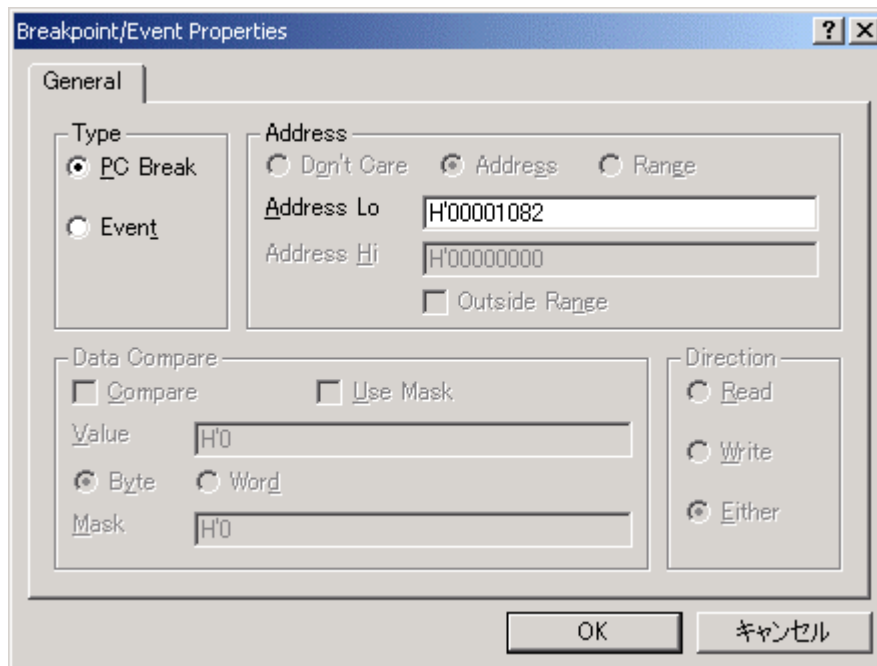 Breakpoint/Event Properties
General
Type
PC Break
Event
Address
Don't Care Address Range
Address Lo H'00001082
Address Hi H'00000000
Outside Range
Data Compare
Compare Use Mask
Value H'0
Byte Word
Mask H'0
Direction
Read
Write
Either
OK キャンセル